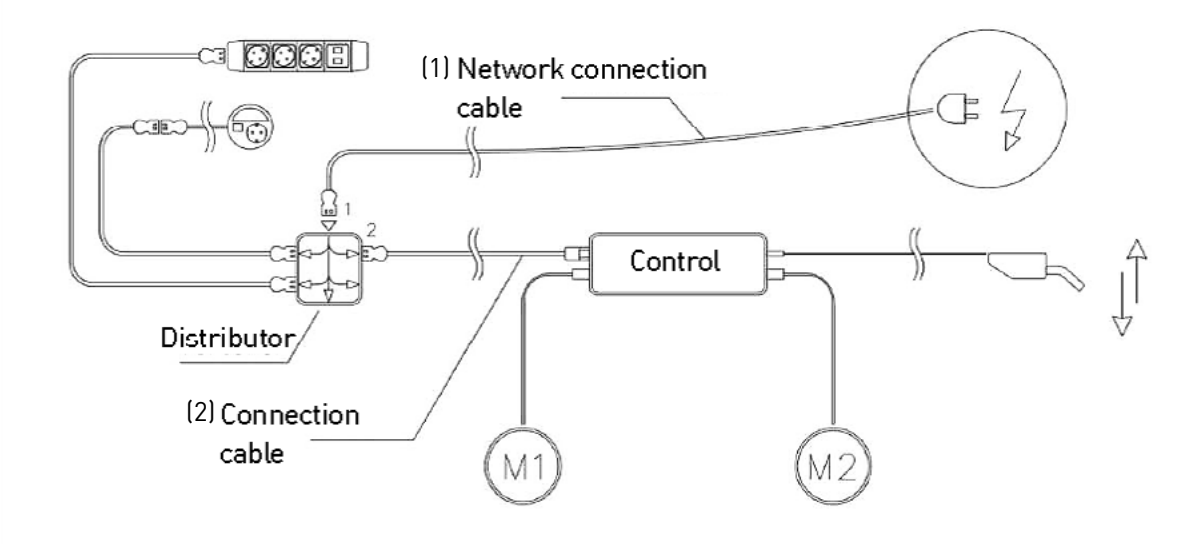 (1) Network connection
cable
1
2
Control
Distributor
(2) Connection
cable
M1
M2